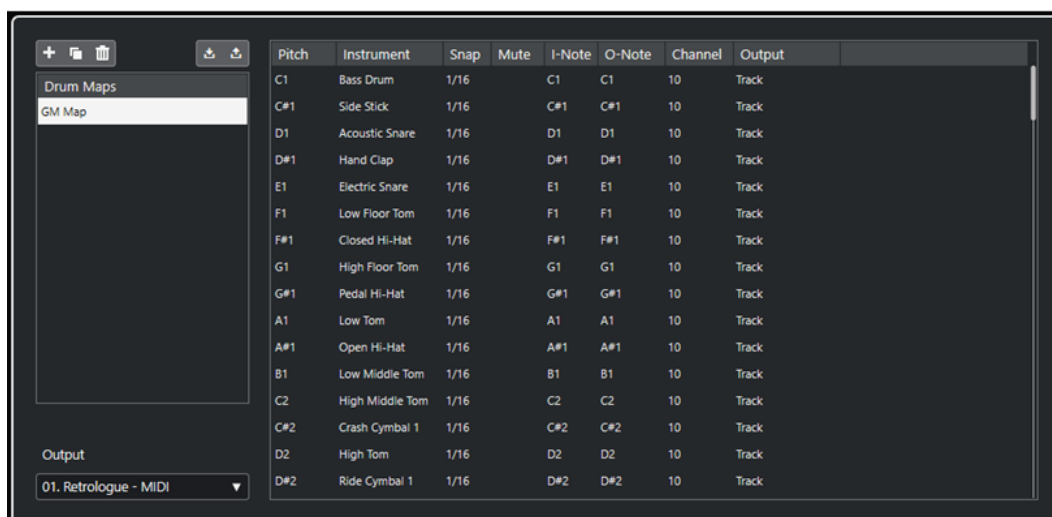 Drum Maps
GM Map
Output
01. Retrologue - MIDI
Pitch Instrument Snap Mute I-Note O-Note Channel Output
C1 Bass Drum 1/16 C1 C1 10 Track
C#1 Side Stick 1/16 C#1 C#1 10 Track
D1 Acoustic Snare 1/16 D1 D1 10 Track
D#1 Hand Clap 1/16 D#1 D#1 10 Track
E1 Electric Snare 1/16 E1 E1 10 Track
F1 Low Floor Tom 1/16 F1 F1 10 Track
F#1 Closed Hi-Hat 1/16 F#1 F#1 10 Track
G1 High Floor Tom 1/16 G1 G1 10 Track
G#1 Pedal Hi-Hat 1/16 G#1 G#1 10 Track
A1 Low Tom 1/16 A1 A1 10 Track
A#1 Open Hi-Hat 1/16 A#1 A#1 10 Track
B1 Low Middle Tom 1/16 B1 B1 10 Track
C2 High Middle Tom 1/16 C2 C2 10 Track
C#2 Crash Cymbal 1 1/16 C#2 C#2 10 Track
D2 High Tom 1/16 D2 D2 10 Track
D#2 Ride Cymbal 1 1/16 D#2 D#2 10 Track